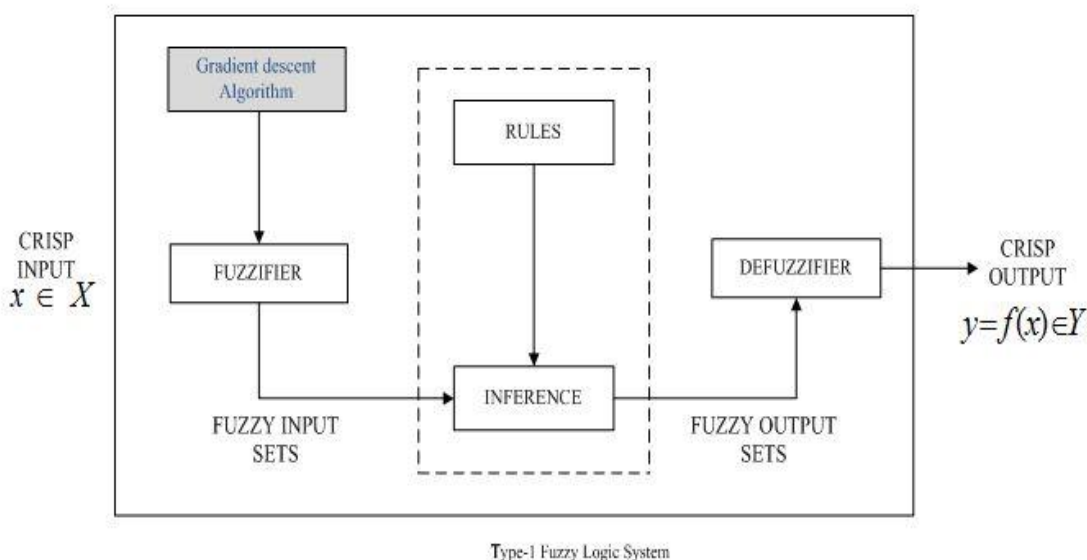 Gradient descent
Algorithm
RULES
CRISP
INPUT
x ∈ X
FUZZIFIER
DEFUZZIFIER
CRISP
OUTPUT
y=f(x)∈Y
INFERENCE
FUZZY INPUT
SETS
FUZZY OUTPUT
SETS
Type-1 Fuzzy Logic System